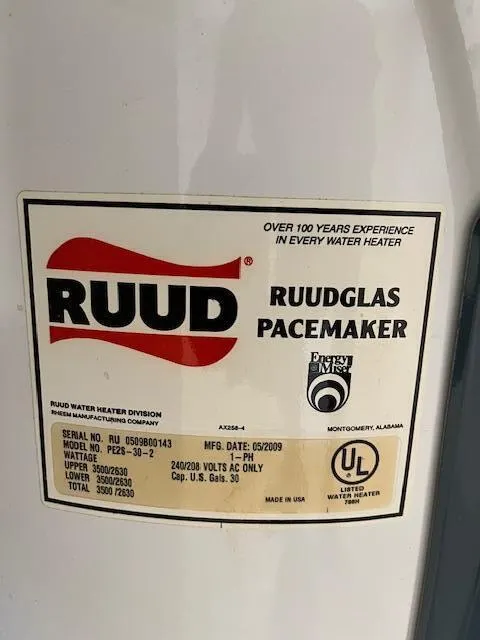 OVER 100 YEARS EXPERIENCE
IN EVERY WATER HEATER
RUUD®
RUUDGLAS
PACEMAKER
Energy
Miser
RUUD WATER HEATER DIVISION
RHEEM MANUFACTURING COMPANY
AX258-4
MONTGOMERY, ALABAMA
SERIAL NO. RU 0509B00143 MFG. DATE: 05/2009
MODEL NO. PE2S-30-2 1-PH
WATTAGE 240/208 VOLTS AC ONLY
UPPER 3500/2630 Cap. U.S. Gals. 30
LOWER 3500/2630
TOTAL 3500/2630
MADE IN USA
UL
LISTED
WATER HEATER
788H